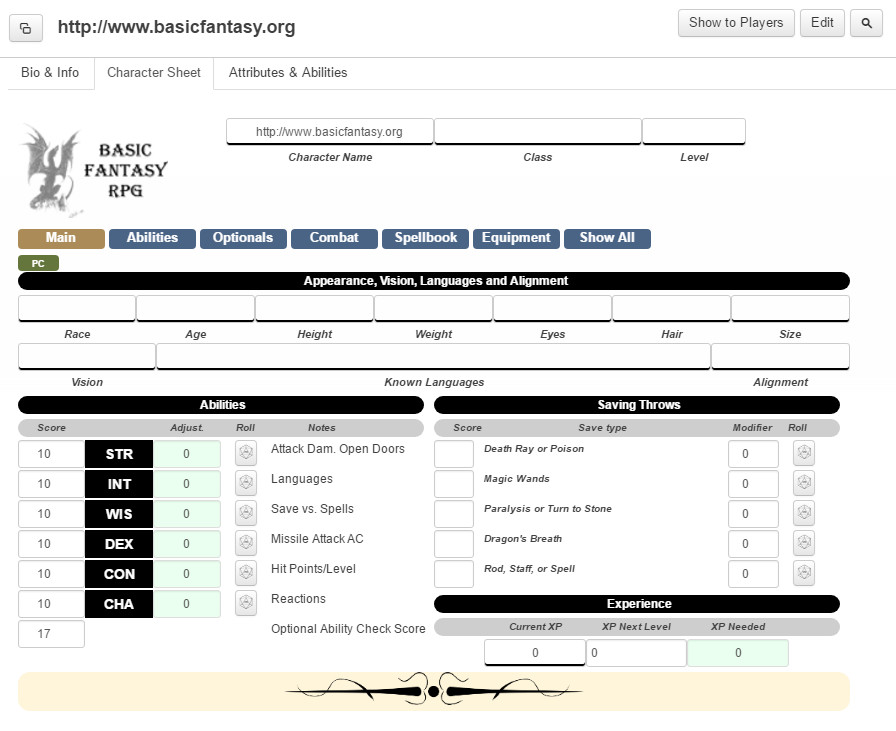 http://www.basicfantasy.org
Show to Players
Edit
Bio & Info
Character Sheet
Attributes & Abilities
BASIC
FANTASY
RPG
http://www.basicfantasy.org
Character Name
Class
Level
Main
Abilities
Optionals
Combat
Spellbook
Equipment
Show All
PC
Appearance, Vision, Languages and Alignment
Race
Age
Height
Weight
Eyes
Hair
Size
Vision
Known Languages
Alignment
Abilities
Score
Adjust.
Roll
Notes
10
STR
0
Attack Dam. Open Doors
10
INT
0
Languages
10
WIS
0
Save vs. Spells
10
DEX
0
Missile Attack AC
10
CON
0
Hit Points/Level
10
CHA
0
Reactions
17
Optional Ability Check Score
Saving Throws
Score
Save type
Modifier
Roll
Death Ray or Poison
0
Magic Wands
0
Paralysis or Turn to Stone
0
Dragon's Breath
0
Rod, Staff, or Spell
0
Experience
Current XP
XP Next Level
XP Needed
0
0
0